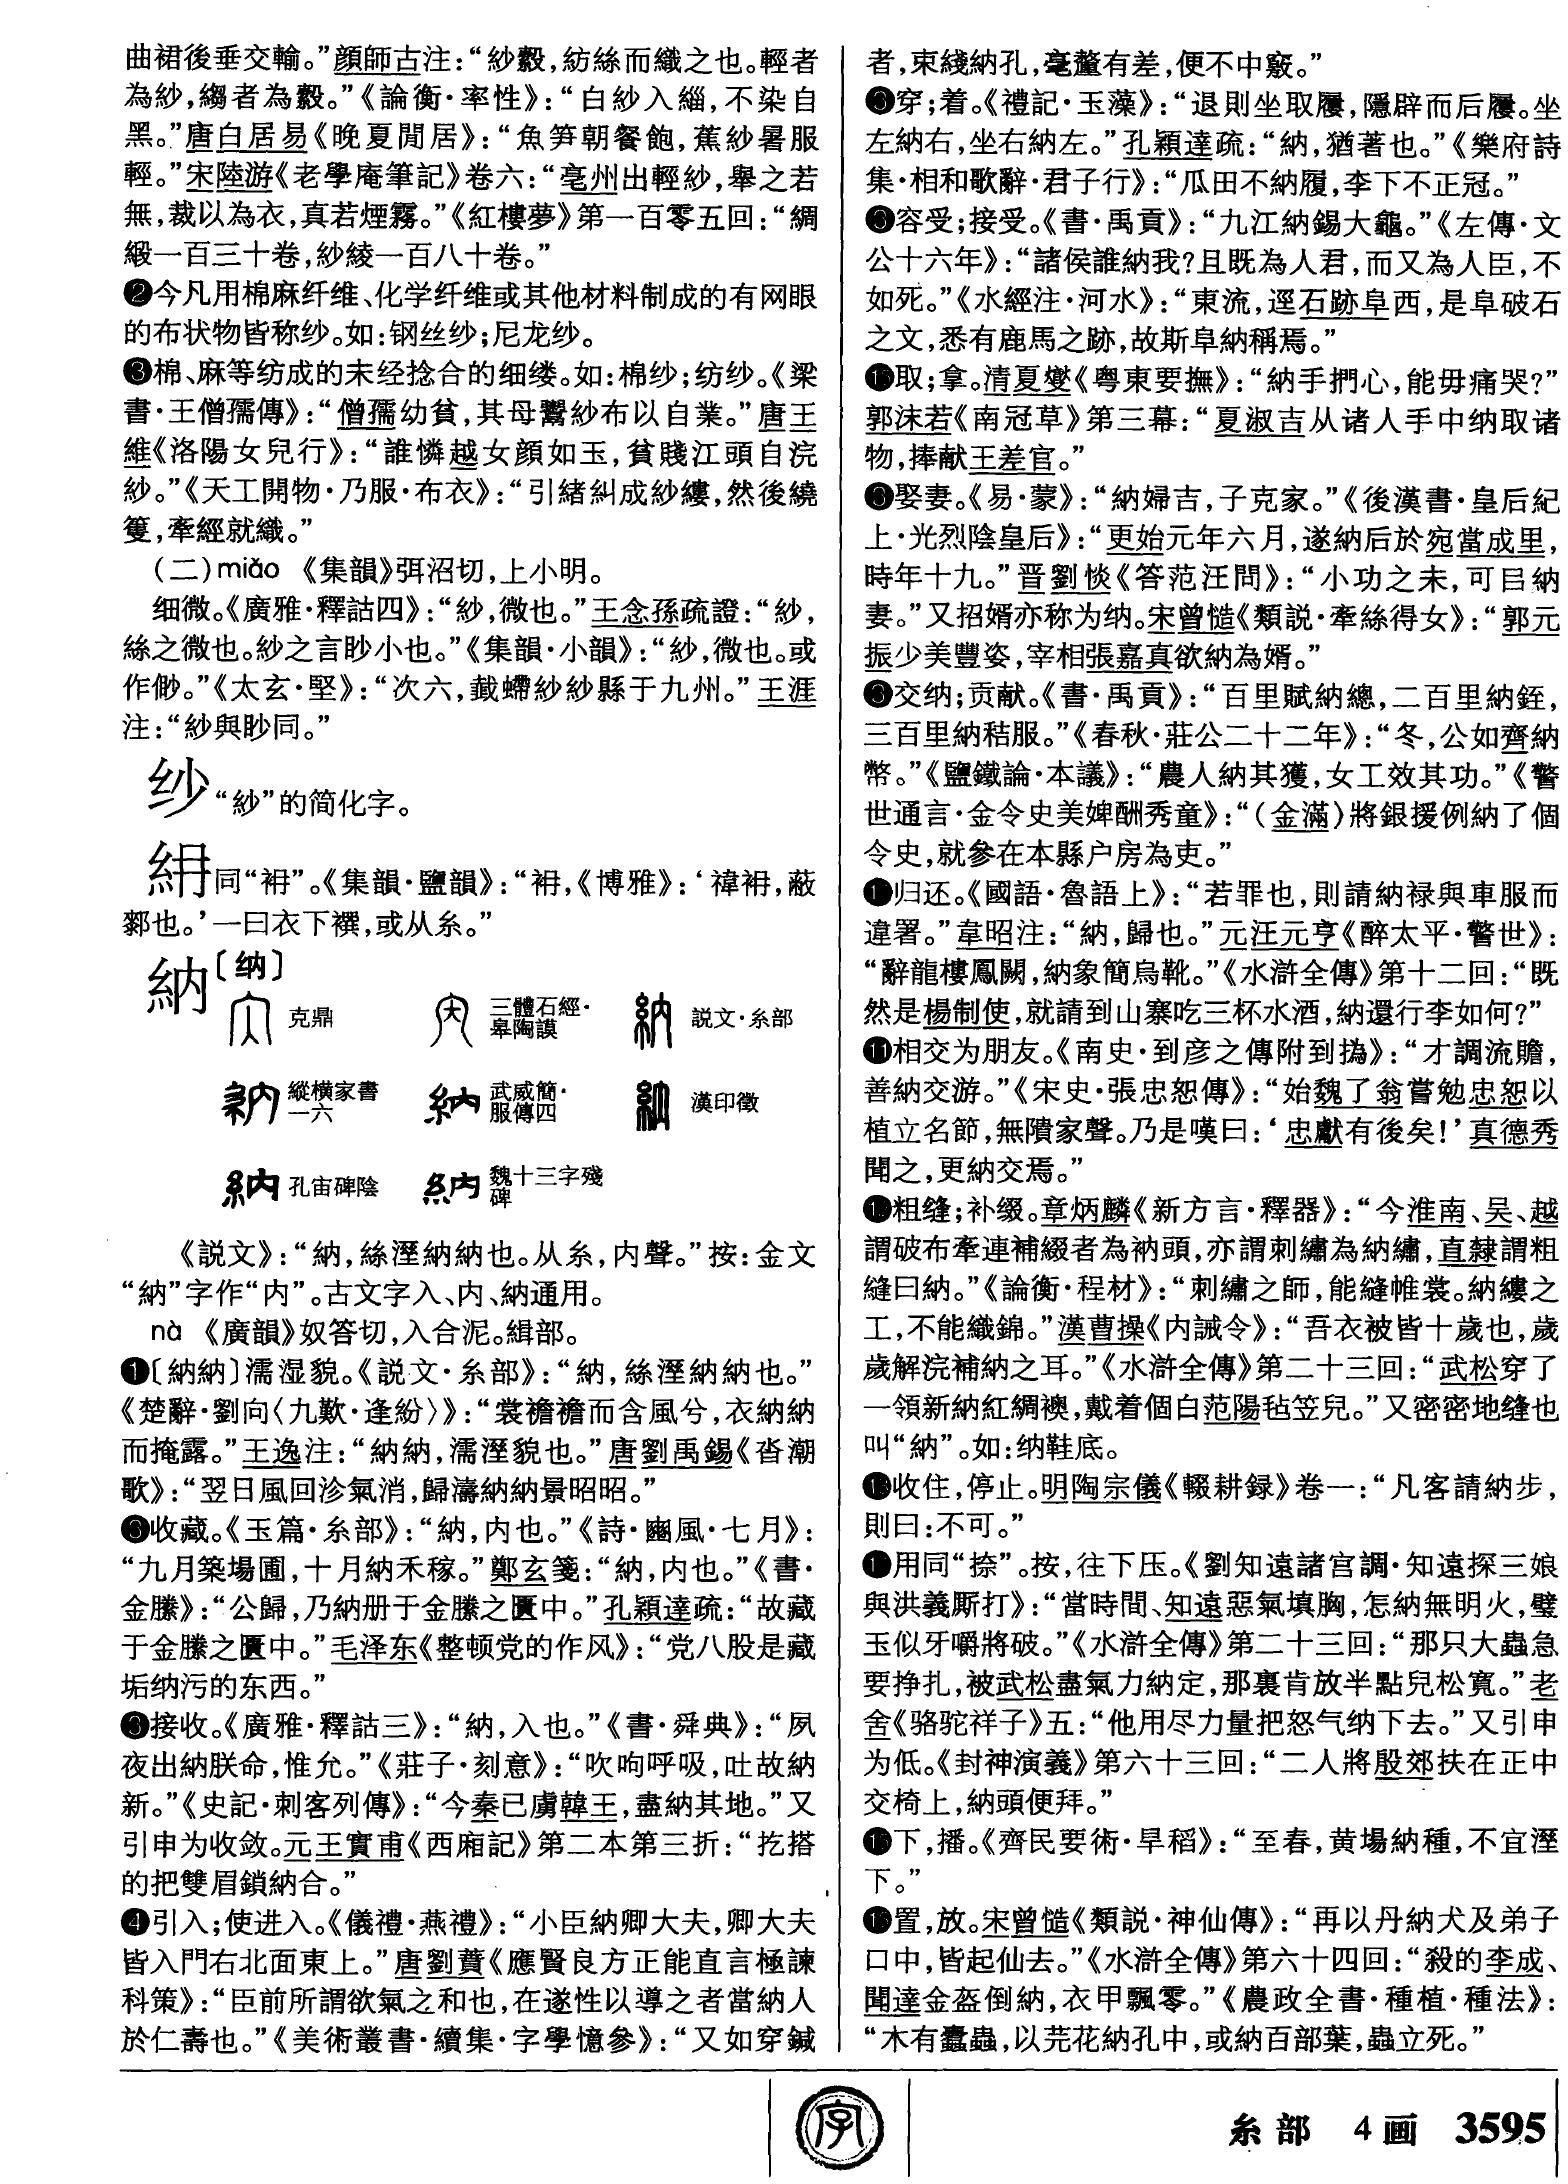 曲裙後垂交輸。”顔師古注：“紗縠，紡絲而織之也。輕者
為紗，縐者為縠。”《論衡·率性》：“白紗入緇，不染自
黑。”唐白居易《晚夏閒居》：“魚笋朝餐飽，蕉紗暑服
輕。”宋陸游《老學庵筆記》卷六：“亳州出輕紗，舉之若
無，裁以為衣，真若煙霧。”《紅樓夢》第一百零五回：“綢
緞一百三十卷，紗綾一百八十卷。”
❷今凡用棉麻纤维、化学纤维或其他材料制成的有网眼
的布状物皆称纱。如：钢丝纱；尼龙纱。
❸棉、麻等纺成的未经捻合的细缕。如：棉纱；纺纱。《梁
書·王僧孺傳》：“僧孺幼貧，其母鬻紗布以自業。”唐王
維《洛陽女兒行》：“誰憐越女顔如玉，貧賤江頭自浣
紗。”《天工開物·乃服·布衣》：“引緒糾成紗縷，然後繞
籆，牽經就織。”
（二）miǎo 《集韻》弭沼切，上小明。
细微。《廣雅·釋詁四》：“紗，微也。”王念孫疏證：“紗，
絲之微也。紗之言眇小也。”《集韻·小韻》：“紗，微也。或
作㑳。”《太玄·堅》：“次六，蠘螮紗紗縣于九州。”王涯
注：“紗與眇同。”
纱“紗”的简化字。
䋈同“袡”。《集韻·鹽韻》：“袡，《博雅》：‘褘袡，蔽
䣛也。’一曰衣下襈，或从糸。”
納〔纳〕
克鼎 三體石經·皋陶謨 説文·糸部
縱横家書一六 武威簡·服傳四 漢印徵
孔宙碑陰 魏十三字殘碑
《説文》：“納，絲溼納納也。从糸，内聲。”按：金文
“納”字作“内”。古文字入、内、納通用。
nà 《廣韻》奴答切，入合泥。緝部。
❶〔納納〕濡湿貌。《説文·糸部》：“納，絲溼納納也。”
《楚辭·劉向〈九歎·逢紛〉》：“裳襜襜而含風兮，衣納納
而掩露。”王逸注：“納納，濡溼貌也。”唐劉禹錫《沓潮
歌》：“翌日風回沴氣消，歸濤納納景昭昭。”
收藏。《玉篇·糸部》：“納，内也。”《詩·豳風·七月》：
“九月築場圃，十月納禾稼。”鄭玄箋：“納，内也。”《書·
金縢》：“公歸，乃納册于金縢之匱中。”孔穎達疏：“故藏
于金縢之匱中。”毛泽东《整顿党的作风》：“党八股是藏
垢纳污的东西。”
❸接收。《廣雅·釋詁三》：“納，入也。”《書·舜典》：“夙
夜出納朕命，惟允。”《莊子·刻意》：“吹呴呼吸，吐故納
新。”《史記·刺客列傳》：“今秦已虜韓王，盡納其地。”又
引申为收敛。元王實甫《西廂記》第二本第三折：“扢搭
的把雙眉鎖納合。”
❹引入；使进入。《儀禮·燕禮》：“小臣納卿大夫，卿大夫
皆入門右北面東上。”唐劉蕡《應賢良方正能直言極諫
科策》：“臣前所謂欲氣之和也，在遂性以導之者當納人
於仁壽也。”《美術叢書·續集·字學憶參》：“又如穿鍼
者，束綫納孔，毫釐有差，便不中竅。”
穿；着。《禮記·玉藻》：“退則坐取屨，隱辟而后屨。坐
左納右，坐右納左。”孔穎達疏：“納，猶著也。”《樂府詩
集·相和歌辭·君子行》：“瓜田不納履，李下不正冠。”
容受；接受。《書·禹貢》：“九江納錫大龜。”《左傳·文
公十六年》：“諸侯誰納我？且既為人君，而又為人臣，不
如死。”《水經注·河水》：“東流，逕石跡阜西，是阜破石
之文，悉有鹿馬之跡，故斯阜納稱焉。”
取；拿。清夏燮《粤東要撫》：“納手捫心，能毋痛哭？”
郭沫若《南冠草》第三幕：“夏淑吉从诸人手中纳取诸
物，捧献王差官。”
娶妻。《易·蒙》：“納婦吉，子克家。”《後漢書·皇后紀
上·光烈陰皇后》：“更始元年六月，遂納后於宛當成里，
時年十九。”晋劉惔《答范汪問》：“小功之末，可㠯納
妻。”又招婿亦称为纳。宋曾慥《類説·牽絲得女》：“郭元
振少美豐姿，宰相張嘉真欲納為婿。”
交纳；贡献。《書·禹貢》：“百里賦納總，二百里納銍，
三百里納秸服。”《春秋·莊公二十二年》：“冬，公如齊納
幣。”《鹽鐵論·本議》：“農人納其獲，女工效其功。”《警
世通言·金令史美婢酬秀童》：“（金滿）將銀援例納了個
令史，就參在本縣户房為吏。”
归还。《國語·魯語上》：“若罪也，則請納禄與車服而
違署。”韋昭注：“納，歸也。”元汪元亨《醉太平·警世》：
“辭龍樓鳳闕，納象簡烏靴。”《水滸全傳》第十二回：“既
然是楊制使，就請到山寨吃三杯水酒，納還行李如何？”
⓫相交为朋友。《南史·到彦之傳附到撝》：“才調流贍，
善納交游。”《宋史·張忠恕傳》：“始魏了翁嘗勉忠恕以
植立名節，無隤家聲。乃是嘆曰：‘忠獻有後矣！’真德秀
聞之，更納交焉。”
粗缝；补缀。章炳麟《新方言·釋器》：“今淮南、吴、越
謂破布牽連補綴者為衲頭，亦謂刺繡為納繡，直隸謂粗
縫曰納。”《論衡·程材》：“刺繡之師，能縫帷裳。納縷之
工，不能織錦。”漢曹操《内誡令》：“吾衣被皆十歲也，歲
歲解浣補納之耳。”《水滸全傳》第二十三回：“武松穿了
一領新納紅綢襖，戴着個白范陽毡笠兒。”又密密地缝也
叫“納”。如：纳鞋底。
收住，停止。明陶宗儀《輟耕録》卷一：“凡客請納步，
則曰：不可。”
用同“捺”。按，往下压。《劉知遠諸宫調·知遠探三娘
與洪義厮打》：“當時間、知遠惡氣填胸，怎納無明火，璧
玉似牙嚼將破。”《水滸全傳》第二十三回：“那只大蟲急
要挣扎，被武松盡氣力納定，那裏肯放半點兒松寬。”老
舍《骆驼祥子》五：“他用尽力量把怒气纳下去。”又引申
为低。《封神演義》第六十三回：“二人將殷郊扶在正中
交椅上，納頭便拜。”
下，播。《齊民要術·旱稻》：“至春，黄場納種，不宜溼
下。”
置，放。宋曾慥《類説·神仙傳》：“再以丹納犬及弟子
口中，皆起仙去。”《水滸全傳》第六十四回：“殺的李成、
聞達金盔倒納，衣甲飄零。”《農政全書·種植·種法》：
“木有蠹蟲，以芫花納孔中，或納百部葉，蟲立死。”
字
糸部 4画 3595